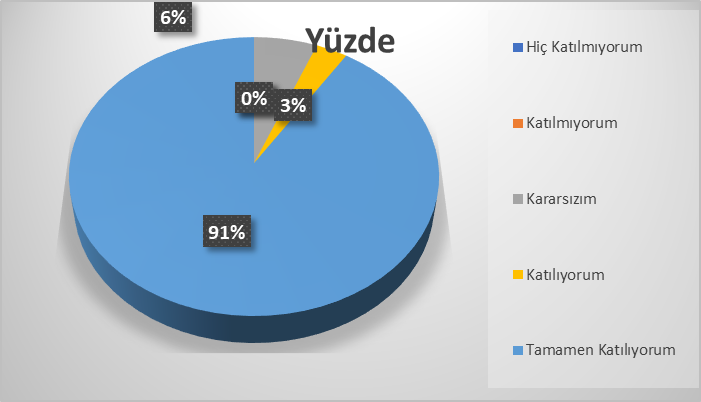 Yüzde
6%
0%
3%
91%
Hiç Katılmıyorum
Katılmıyorum
Kararsızım
Katılıyorum
Tamamen Katılıyorum